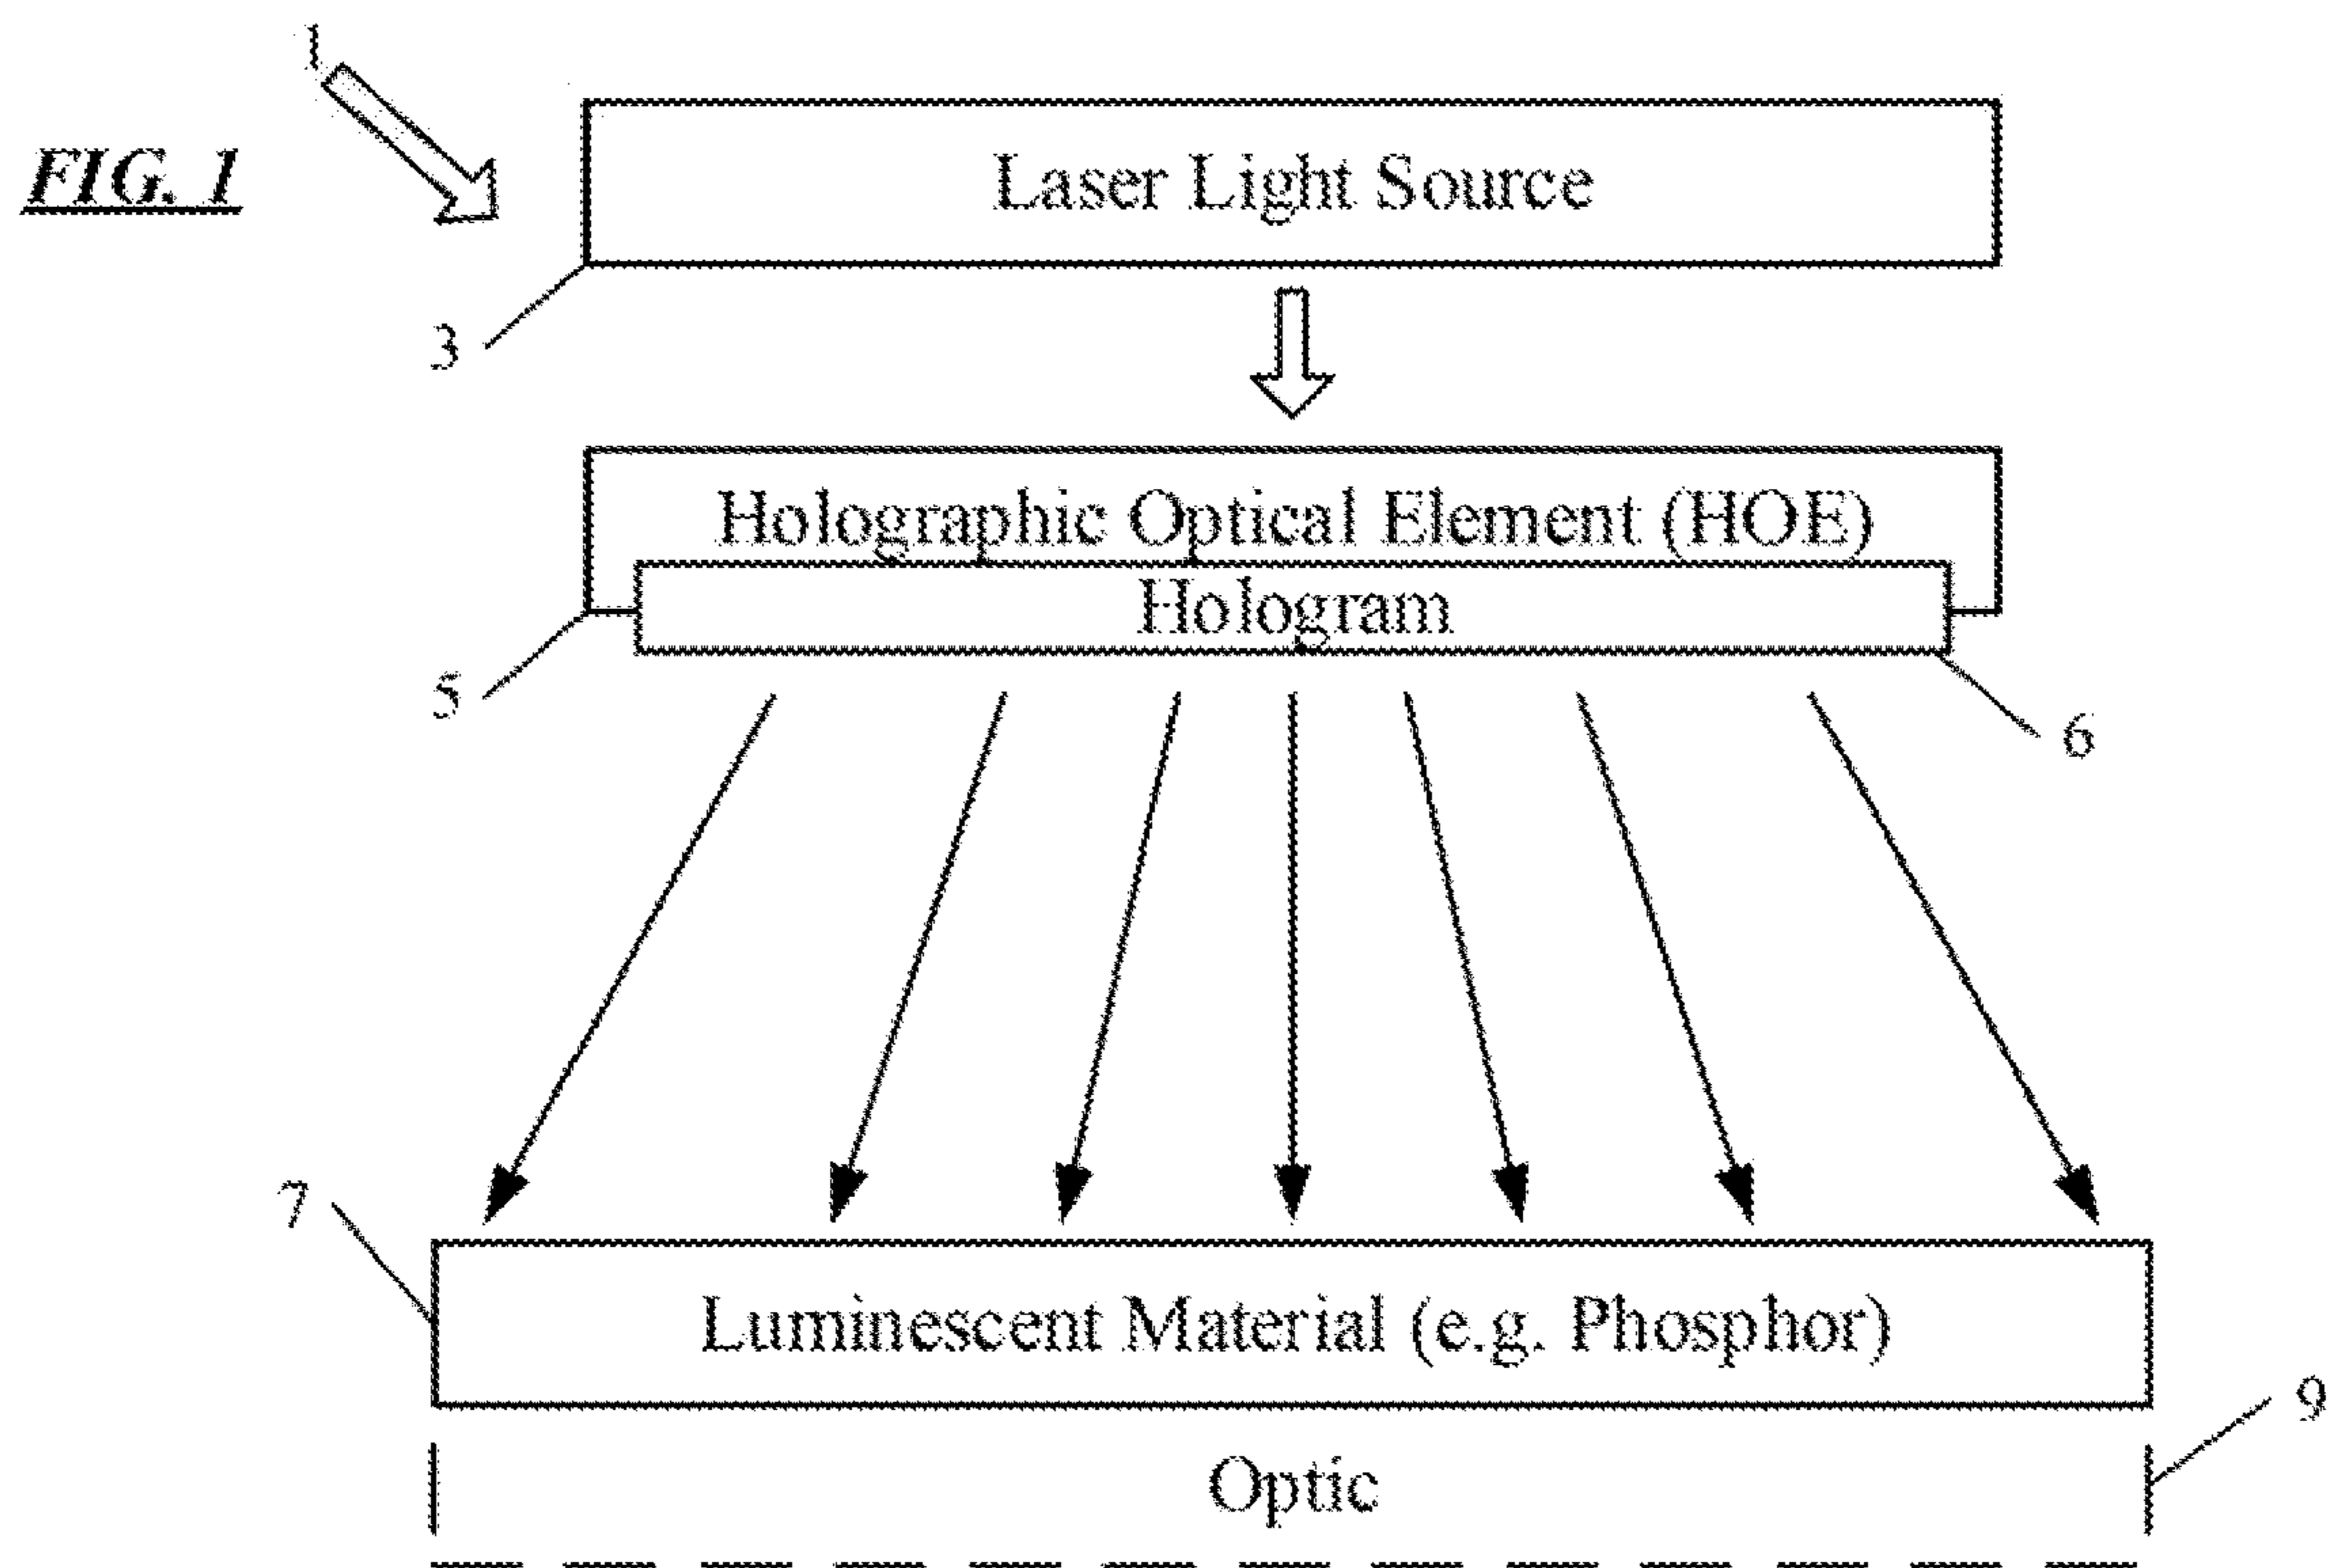 1
FIG. 1
Laser Light Source
3
Holographic Optical Element (HOE)
Hologram
5
6
7
Luminescent Material (e.g. Phosphor)
9
Optic